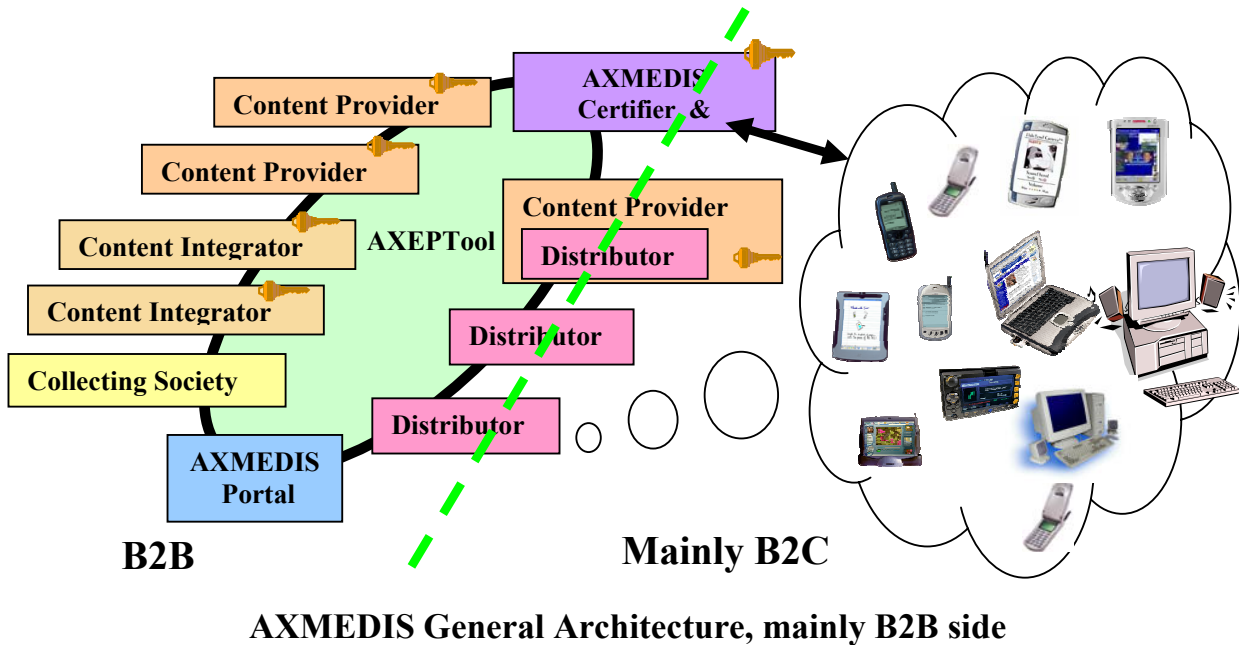 AXMEDIS
Certifier &
Content Provider
Content Provider
Content Provider
Distributor
Content Integrator
AXEPTool
Content Integrator
Distributor
Collecting Society
Distributor
AXMEDIS
Portal
B2B
Mainly B2C
AXMEDIS General Architecture, mainly B2B side